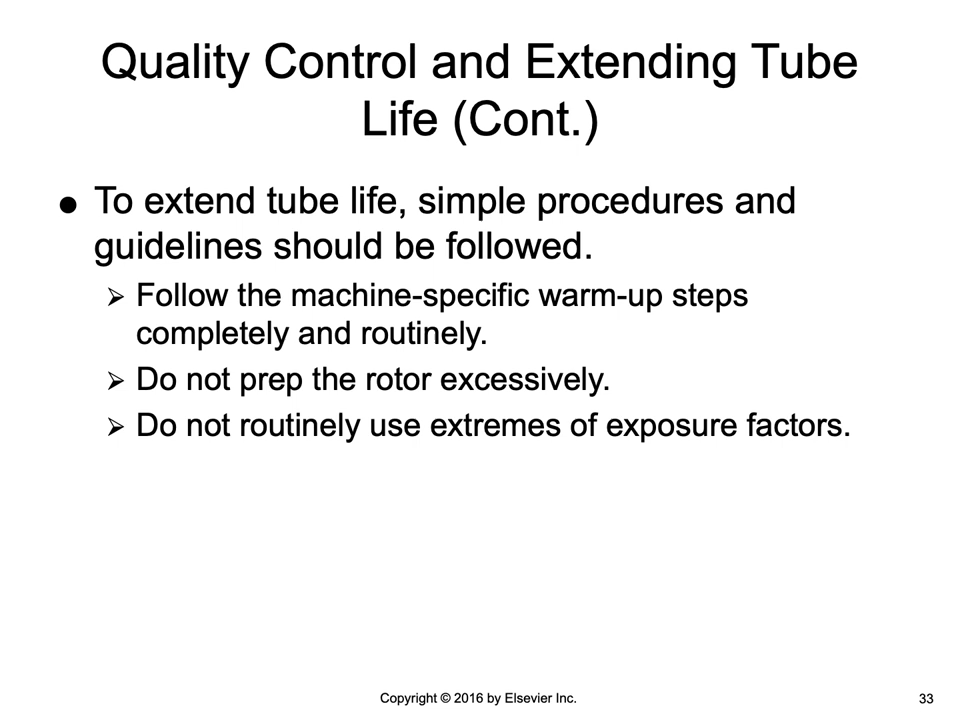 Quality Control and Extending Tube
Life (Cont.)
● To extend tube life, simple procedures and
guidelines should be followed.
➢ Follow the machine-specific warm-up steps
completely and routinely.
➢ Do not prep the rotor excessively.
➢ Do not routinely use extremes of exposure factors.
Copyright © 2016 by Elsevier Inc.
33